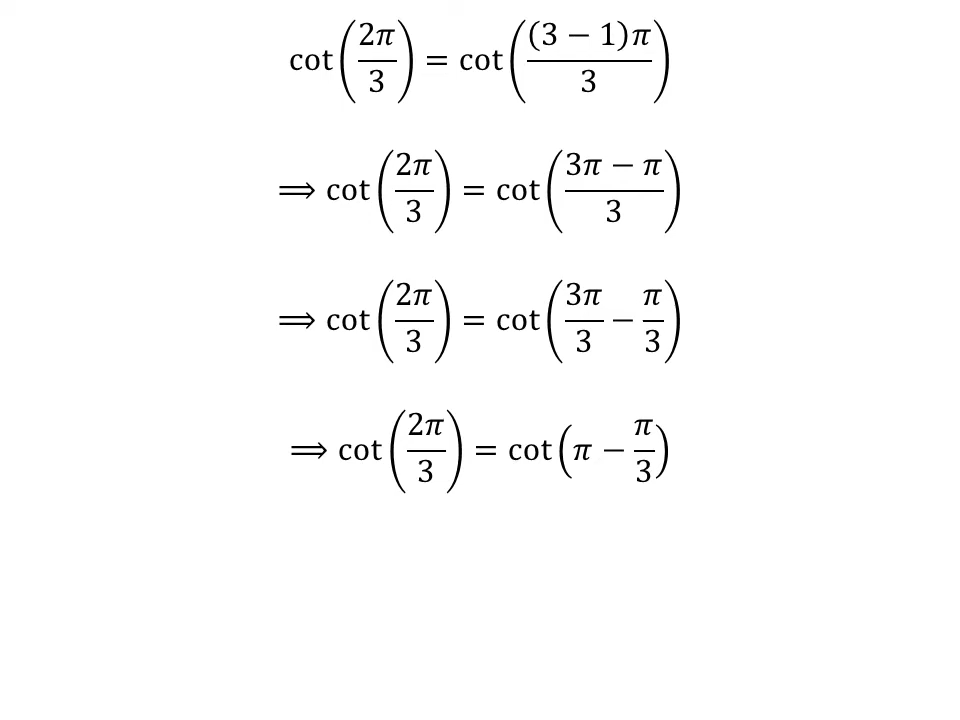 cot(2π/3) = cot((3 − 1)π/3)
⟹ cot(2π/3) = cot((3π − π)/3)
⟹ cot(2π/3) = cot(3π/3 − π/3)
⟹ cot(2π/3) = cot(π − π/3)